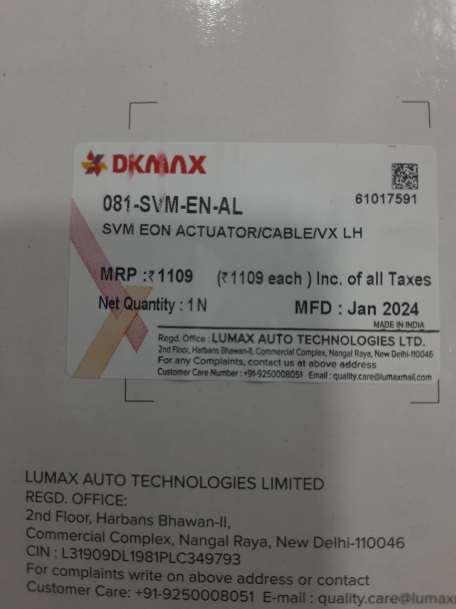 DKMAX
61017591
081-SVM-EN-AL
SVM EON ACTUATOR/CABLE/VX LH
MRP :₹1109 (₹1109 each ) Inc. of all Taxes
Net Quantity : 1 N MFD : Jan 2024
MADE IN INDIA
Regd. Office : LUMAX AUTO TECHNOLOGIES LTD.
2nd Floor, Harbans Bhawan-II, Commercial Complex, Nangal Raya, New Delhi-110046
For any Complaints, contact us at above address
Customer Care Number : +91-9250008051 Email : quality.care@lumaxmail.com
LUMAX AUTO TECHNOLOGIES LIMITED
REGD. OFFICE:
2nd Floor, Harbans Bhawan-II,
Commercial Complex, Nangal Raya, New Delhi-110046
CIN : L31909DL1981PLC349793
For complaints write on above address or contact
Customer Care: +91-9250008051 E-mail : quality.care@lumax